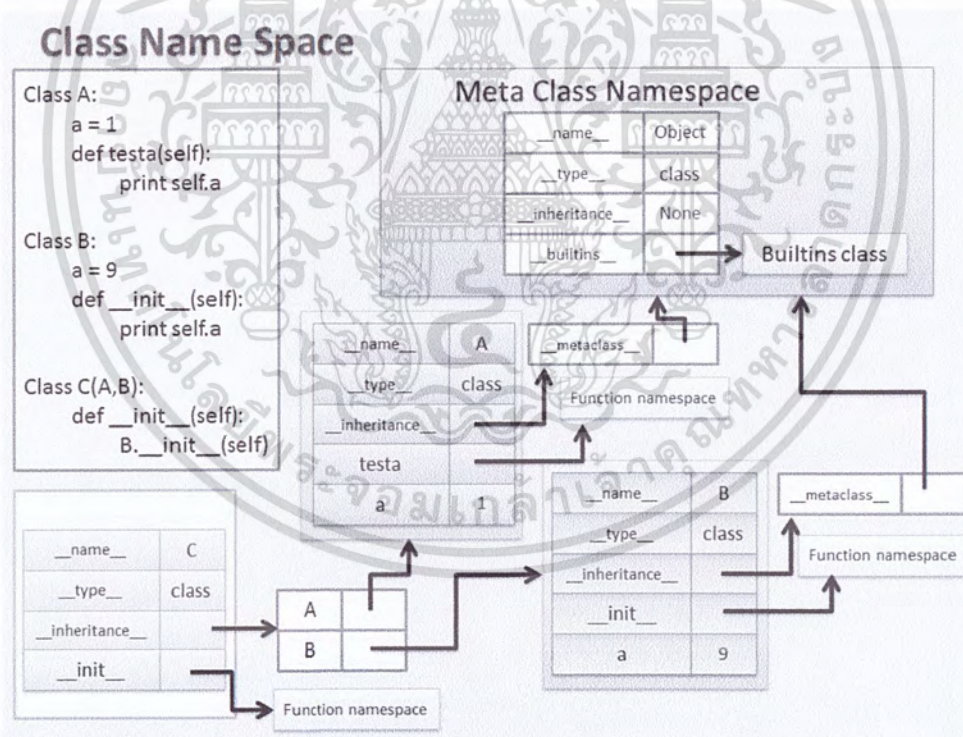 Class Name Space
Class A:
a = 1
def testa(self):
print self.a
Class B:
a = 9
def __init__(self):
print self.a
Class C(A,B):
def __init__(self):
B.__init__(self)
Meta Class Namespace
__name__ Object
__type__ class
__inheritance__ None
__builtins__
Builtins class
__name__ A
__type__ class
__inheritance__
testa
a 1
__metaclass__
Function namespace
__name__ B
__type__ class
__inheritance__
__init__
a 9
__metaclass__
Function namespace
__name__ C
__type__ class
__inheritance__
__init__
A
B
Function namespace